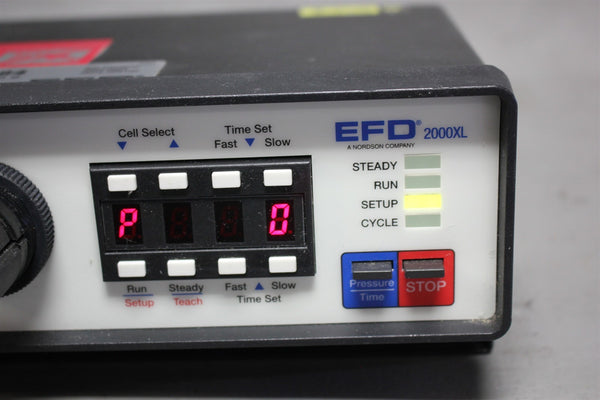 Cell Select
Time Set
Fast Slow
EFD® 2000XL
A NORDSON COMPANY
STEADY
RUN
SETUP
CYCLE
P 0
Run Steady Fast Slow
Setup Teach Time Set
Pressure
Time
STOP